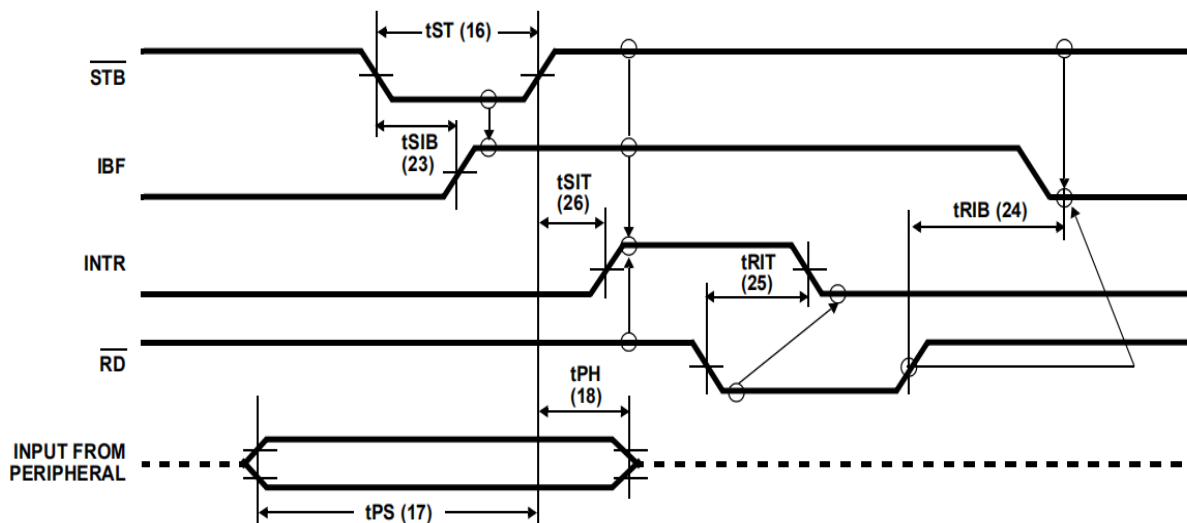 tST (16)
STB
tSIB
(23)
IBF
tSIT
(26)
tRIB (24)
INTR
tRIT
(25)
RD
tPH
(18)
INPUT FROM
PERIPHERAL
tPS (17)